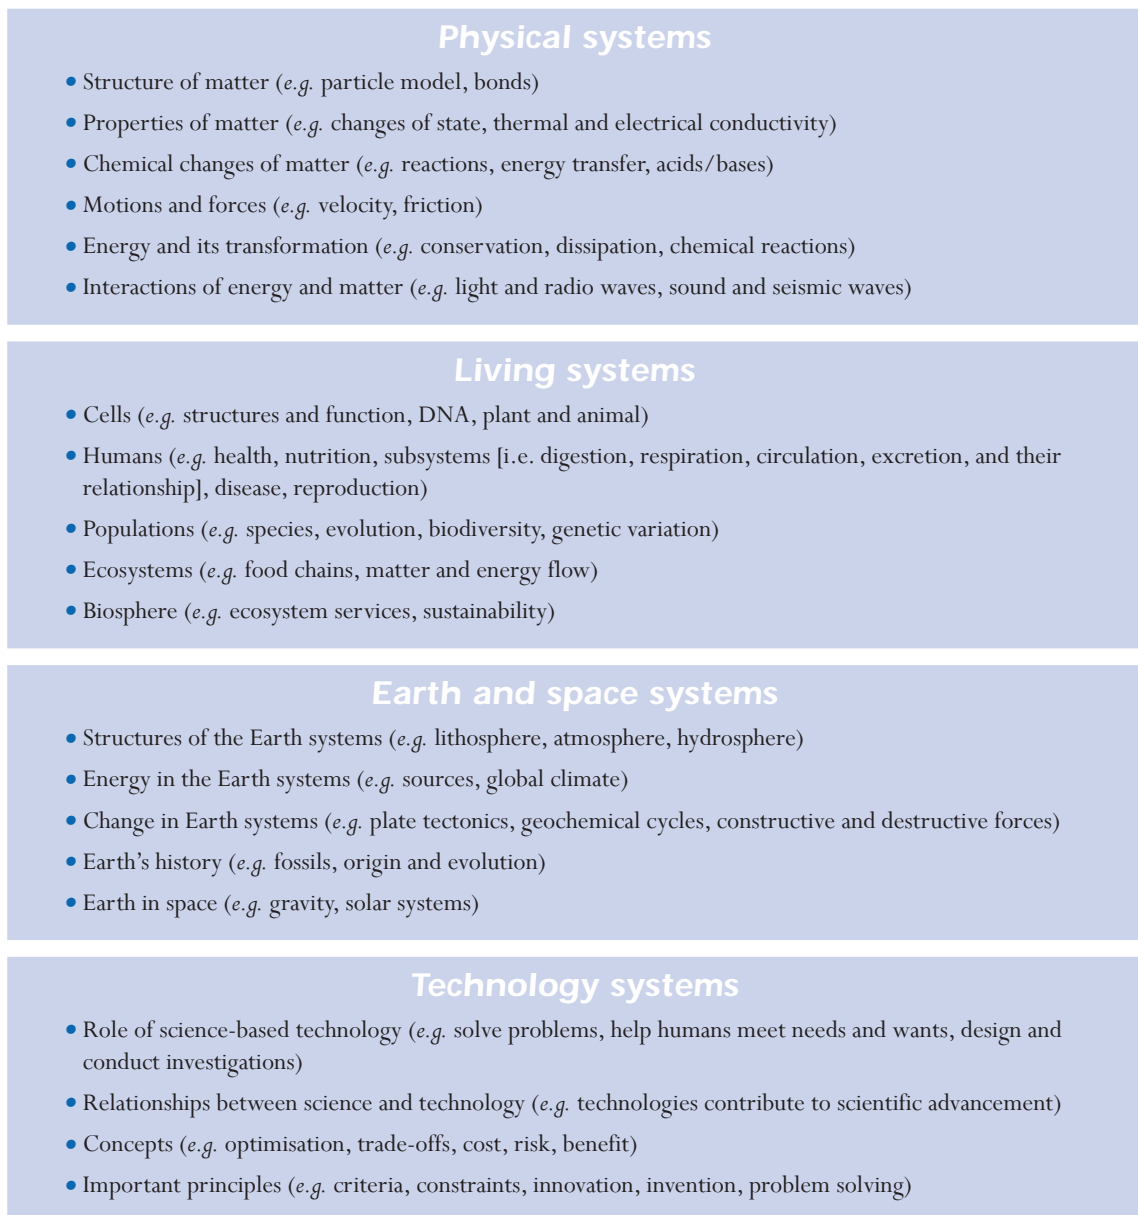 Physical systems
• Structure of matter (e.g. particle model, bonds)
• Properties of matter (e.g. changes of state, thermal and electrical conductivity)
• Chemical changes of matter (e.g. reactions, energy transfer, acids/bases)
• Motions and forces (e.g. velocity, friction)
• Energy and its transformation (e.g. conservation, dissipation, chemical reactions)
• Interactions of energy and matter (e.g. light and radio waves, sound and seismic waves)
Living systems
• Cells (e.g. structures and function, DNA, plant and animal)
• Humans (e.g. health, nutrition, subsystems [i.e. digestion, respiration, circulation, excretion, and their
relationship], disease, reproduction)
• Populations (e.g. species, evolution, biodiversity, genetic variation)
• Ecosystems (e.g. food chains, matter and energy flow)
• Biosphere (e.g. ecosystem services, sustainability)
Earth and space systems
• Structures of the Earth systems (e.g. lithosphere, atmosphere, hydrosphere)
• Energy in the Earth systems (e.g. sources, global climate)
• Change in Earth systems (e.g. plate tectonics, geochemical cycles, constructive and destructive forces)
• Earth's history (e.g. fossils, origin and evolution)
• Earth in space (e.g. gravity, solar systems)
Technology systems
• Role of science-based technology (e.g. solve problems, help humans meet needs and wants, design and
conduct investigations)
• Relationships between science and technology (e.g. technologies contribute to scientific advancement)
• Concepts (e.g. optimisation, trade-offs, cost, risk, benefit)
• Important principles (e.g. criteria, constraints, innovation, invention, problem solving)